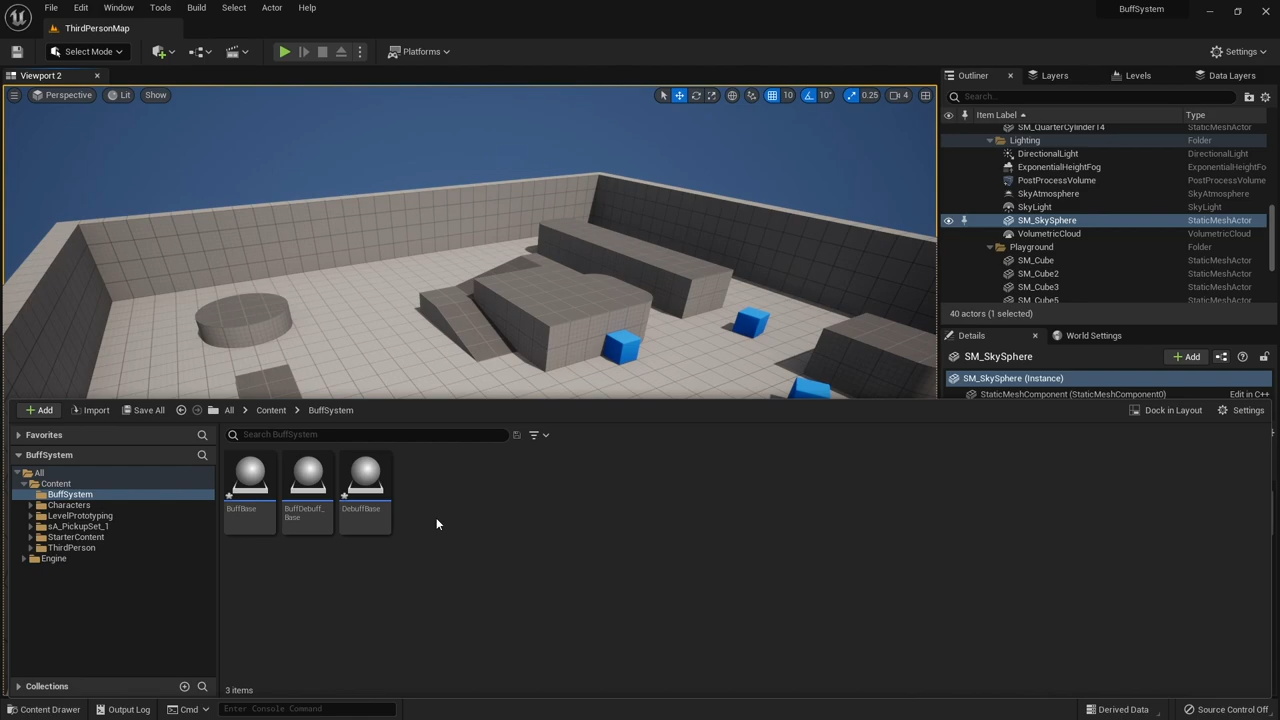 File Edit Window Tools Build Select Actor Help
BuffSystem
ThirdPersonMap
Select Mode
Platforms
Settings
Viewport 2
Perspective
Lit
Show
10
10°
0.25
4
Outliner
Layers
Levels
Data Layers
Search...
Item Label
Type
SM_QuarterCylinder14 StaticMeshActor
Lighting Folder
DirectionalLight DirectionalLight
ExponentialHeightFog ExponentialHeightFo
PostProcessVolume PostProcessVolume
SkyAtmosphere SkyAtmosphere
SkyLight SkyLight
SM_SkySphere StaticMeshActor
VolumetricCloud VolumetricCloud
Playground Folder
SM_Cube StaticMeshActor
SM_Cube2 StaticMeshActor
SM_Cube3 StaticMeshActor
SM_Cube5 StaticMeshActor
40 actors (1 selected)
Details
World Settings
SM_SkySphere
Add
SM_SkySphere (Instance)
StaticMeshComponent (StaticMeshComponent0) Edit in C++
Add
Import
Save All
All
Content
BuffSystem
Dock in Layout
Settings
Favorites
BuffSystem
All
Content
BuffSystem
Characters
LevelPrototyping
sA_PickupSet_1
StarterContent
ThirdPerson
Engine
Collections
Search BuffSystem
BuffBase
BuffDebuff_
Base
DebuffBase
3 items
Content Drawer
Output Log
Cmd
Enter Console Command
Derived Data
Source Control Off